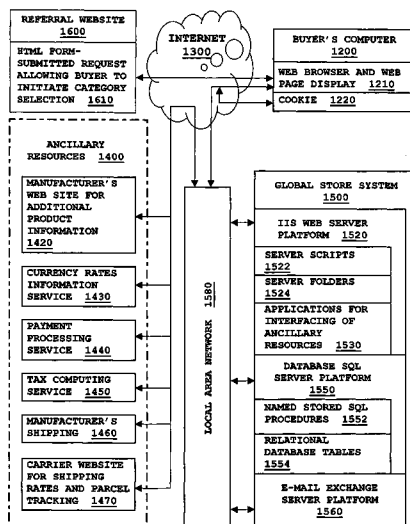 REFERRAL WEBSITE
1600
HTML FORM-
SUBMITTED REQUEST
ALLOWING BUYER TO
INITIATE CATEGORY
SELECTION 1610
INTERNET
1300
BUYER'S COMPUTER
1200
WEB BROWSER AND WEB
PAGE DISPLAY 1210
COOKIE 1220
ANCILLARY
RESOURCES 1400
MANUFACTURER'S
WEB SITE FOR
ADDITIONAL
PRODUCT
INFORMATION
1420
CURRENCY RATES
INFORMATION
SERVICE 1430
PAYMENT
PROCESSING
SERVICE 1440
TAX COMPUTING
SERVICE 1450
MANUFACTURER'S
SHIPPING 1460
CARRIER WEBSITE
FOR SHIPPING
RATES AND PARCEL
TRACKING 1470
LOCAL AREA NETWORK 1580
GLOBAL STORE SYSTEM
1500
IIS WEB SERVER
PLATFORM 1520
SERVER SCRIPTS
1522
SERVER FOLDERS
1524
APPLICATIONS FOR
INTERFACING OF
ANCILLARY
RESOURCES 1530
DATABASE SQL
SERVER PLATFORM
1550
NAMED STORED SQL
PROCEDURES 1552
RELATIONAL
DATABASE TABLES
1554
E-MAIL EXCHANGE
SERVER PLATFORM
1560